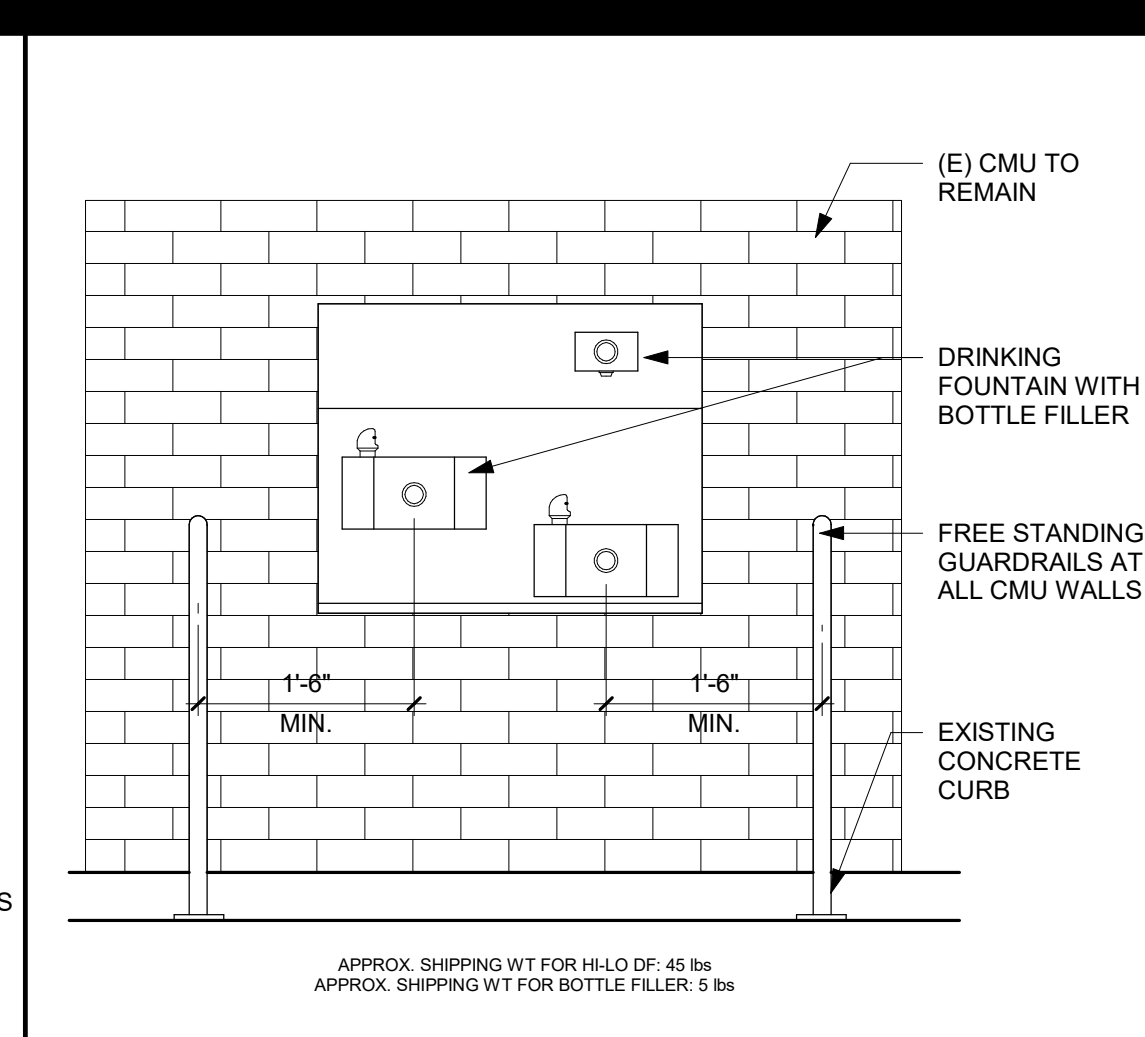 (E) CMU TO
REMAIN
DRINKING
FOUNTAIN WITH
BOTTLE FILLER
FREE STANDING
GUARDRAILS AT
ALL CMU WALLS
1'-6"
MIN.
1'-6"
MIN.
EXISTING
CONCRETE
CURB
S
APPROX. SHIPPING WT FOR HI-LO DF: 45 lbs
APPROX. SHIPPING WT FOR BOTTLE FILLER: 5 lbs